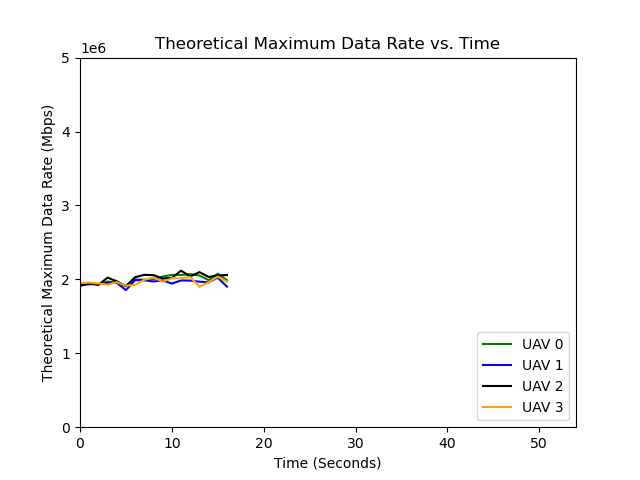 Theoretical Maximum Data Rate vs. Time
1e6
5
4
3
2
1
0
Theoretical Maximum Data Rate (Mbps)
0 10 20 30 40 50
Time (Seconds)
UAV 0
UAV 1
UAV 2
UAV 3